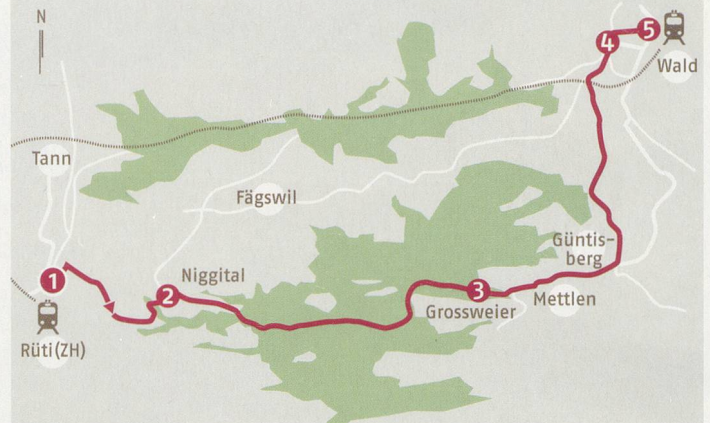 N
4
5
Wald
Tann
Fägswil
Güntis-
berg
1
2
Niggital
3
Grossweier
Mettlen
Rüti(ZH)